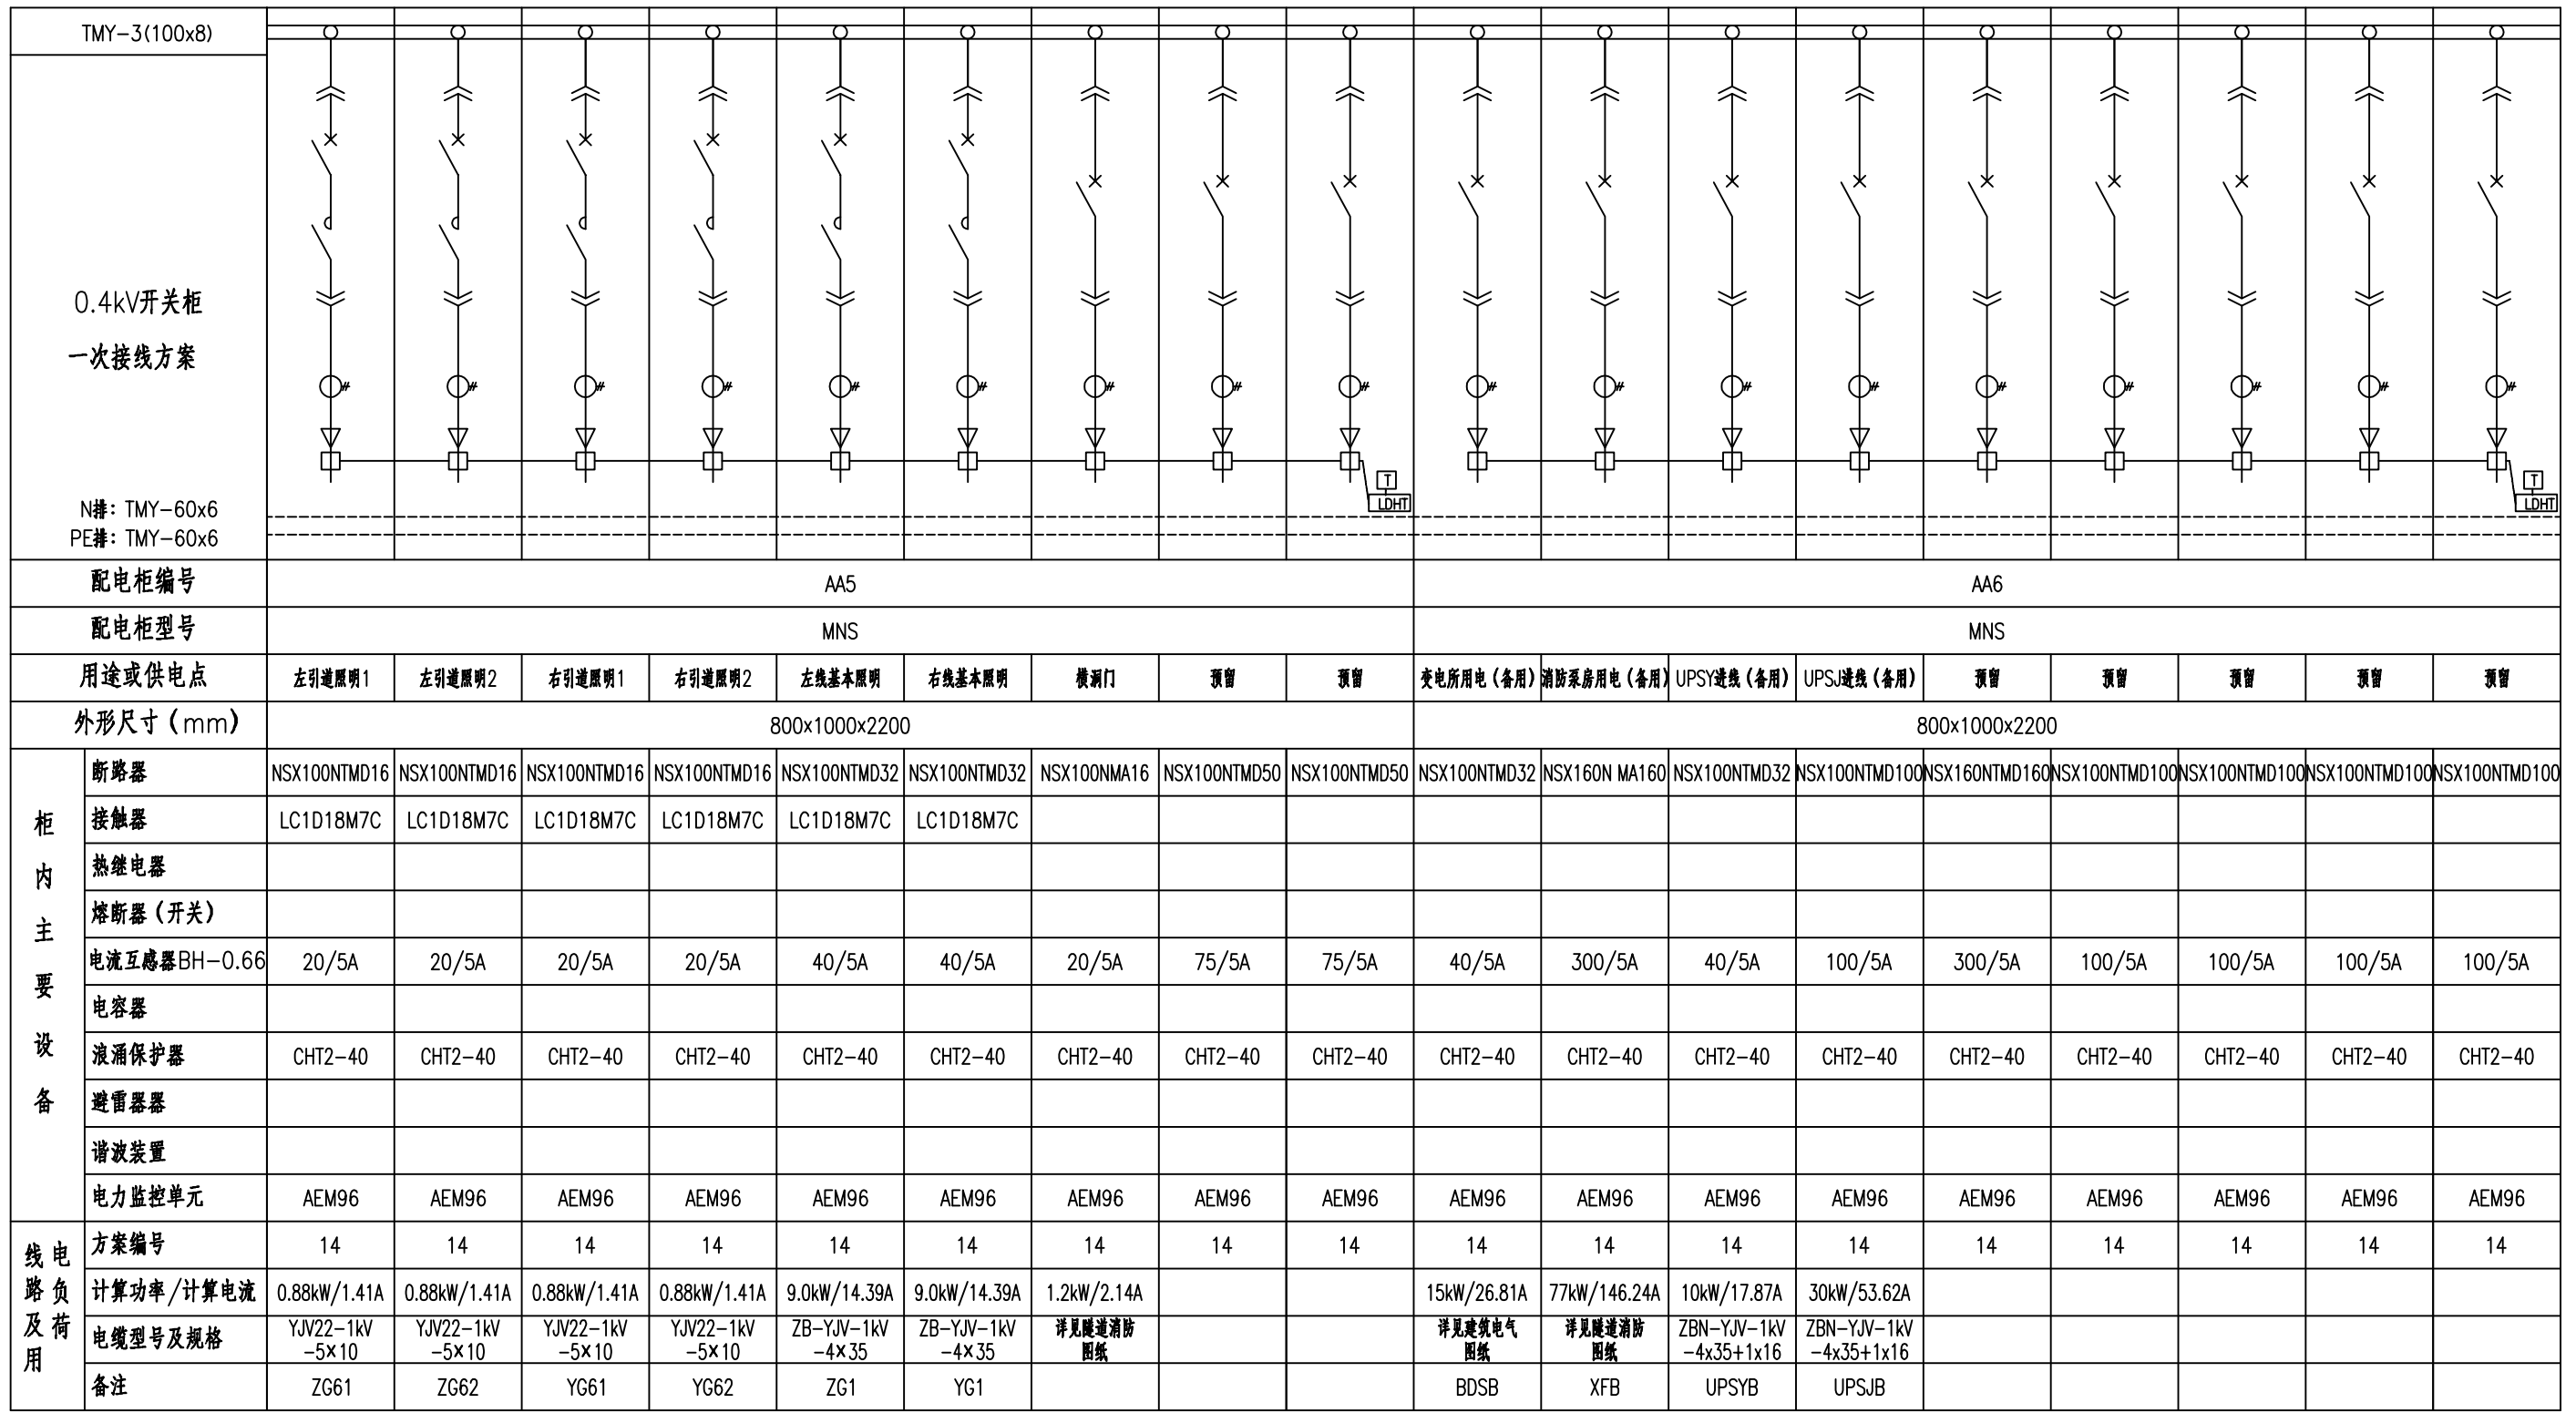 TMY-3(100x8)
0.4kV开关柜
一次接线方案
N排: TMY-60x6
PE排: TMY-60x6
T
LDHT
T
LDHT
配电柜编号 AA5 AA6
配电柜型号 MNS MNS
用途或供电点 左引道照明1 左引道照明2 右引道照明1 右引道照明2 左线基本照明 右线基本照明 横洞门 预留 预留 变电所用电(备用) 消防泵房用电(备用) UPSY进线(备用) UPSJ进线(备用) 预留 预留 预留 预留 预留
外形尺寸(mm) 800x1000x2200 800x1000x2200
柜内主要设备
断路器 NSX100NTMD16 NSX100NTMD16 NSX100NTMD16 NSX100NTMD16 NSX100NTMD32 NSX100NTMD32 NSX100NMA16 NSX100NTMD50 NSX100NTMD50 NSX100NTMD32 NSX160N MA160 NSX100NTMD32 NSX100NTMD100 NSX160NTMD160 NSX100NTMD100 NSX100NTMD100 NSX100NTMD100 NSX100NTMD100
接触器 LC1D18M7C LC1D18M7C LC1D18M7C LC1D18M7C LC1D18M7C LC1D18M7C
热继电器
熔断器(开关)
电流互感器BH-0.66 20/5A 20/5A 20/5A 20/5A 40/5A 40/5A 20/5A 75/5A 75/5A 40/5A 300/5A 40/5A 100/5A 300/5A 100/5A 100/5A 100/5A 100/5A
电容器
浪涌保护器 CHT2-40 CHT2-40 CHT2-40 CHT2-40 CHT2-40 CHT2-40 CHT2-40 CHT2-40 CHT2-40 CHT2-40 CHT2-40 CHT2-40 CHT2-40 CHT2-40 CHT2-40 CHT2-40 CHT2-40 CHT2-40
避雷器器
谐波装置
电力监控单元 AEM96 AEM96 AEM96 AEM96 AEM96 AEM96 AEM96 AEM96 AEM96 AEM96 AEM96 AEM96 AEM96 AEM96 AEM96 AEM96 AEM96 AEM96
线路及用
电负荷
方案编号 14 14 14 14 14 14 14 14 14 14 14 14 14 14 14 14 14 14
计算功率/计算电流 0.88kW/1.41A 0.88kW/1.41A 0.88kW/1.41A 0.88kW/1.41A 9.0kW/14.39A 9.0kW/14.39A 1.2kW/2.14A 15kW/26.81A 77kW/146.24A 10kW/17.87A 30kW/53.62A
电缆型号及规格 YJV22-1kV YJV22-1kV YJV22-1kV YJV22-1kV ZB-YJV-1kV ZB-YJV-1kV 详见隧道消防 详见建筑电气 详见隧道消防 ZBN-YJV-1kV ZBN-YJV-1kV
-5×10 -5×10 -5×10 -5×10 -4×35 -4×35 图纸 图纸 图纸 -4x35+1x16 -4x35+1x16
备注 ZG61 ZG62 YG61 YG62 ZG1 YG1 BDSB XFB UPSYB UPSJB